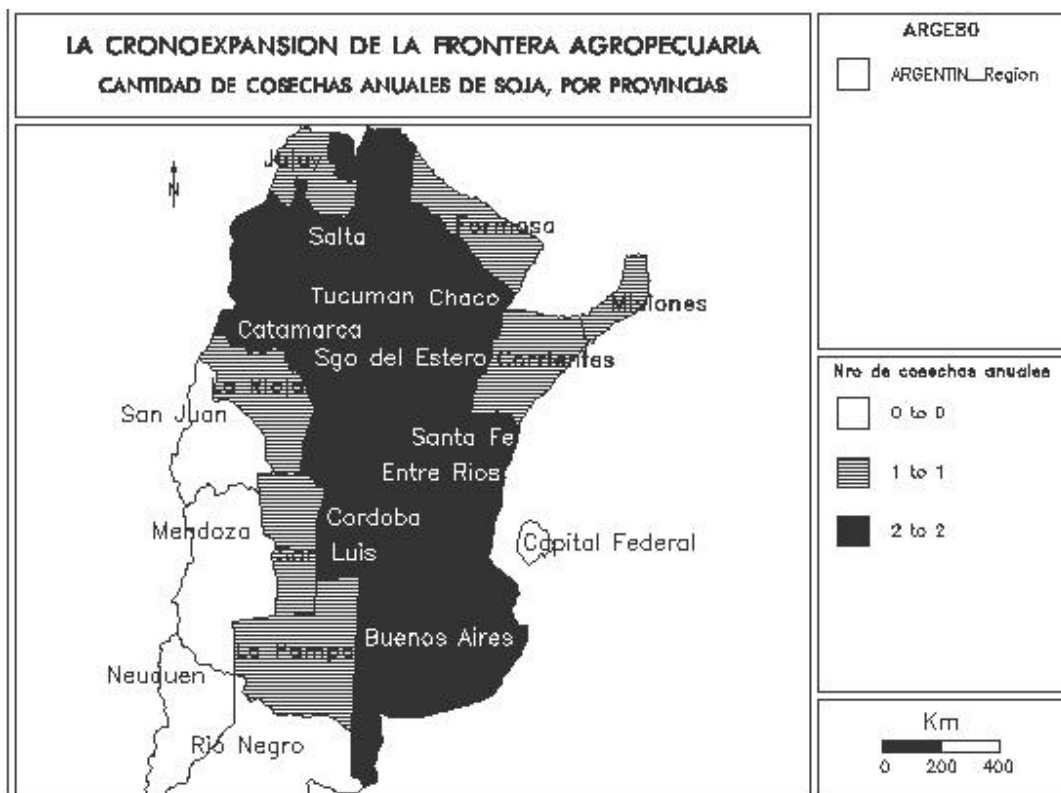 LA CRONOEXPANSION DE LA FRONTERA AGROPECUARIA
CANTIDAD DE COSECHAS ANUALES DE SOJA, POR PROVINCIAS
ARGE80
ARGENTIN_Region
N
Jujuy
Formosa
Salta
Misiones
Tucuman
Chaco
Catamarca
Sgo del Estero
Corrientes
La Rioja
San Juan
Santa Fe
Entre Rios
Mendoza
Cordoba
Capital Federal
San Luis
Buenos Aires
La Pampa
Neuquen
Rio Negro
Nro de cosechas anuales
0 to 0
1 to 1
2 to 2
Km
0 200 400